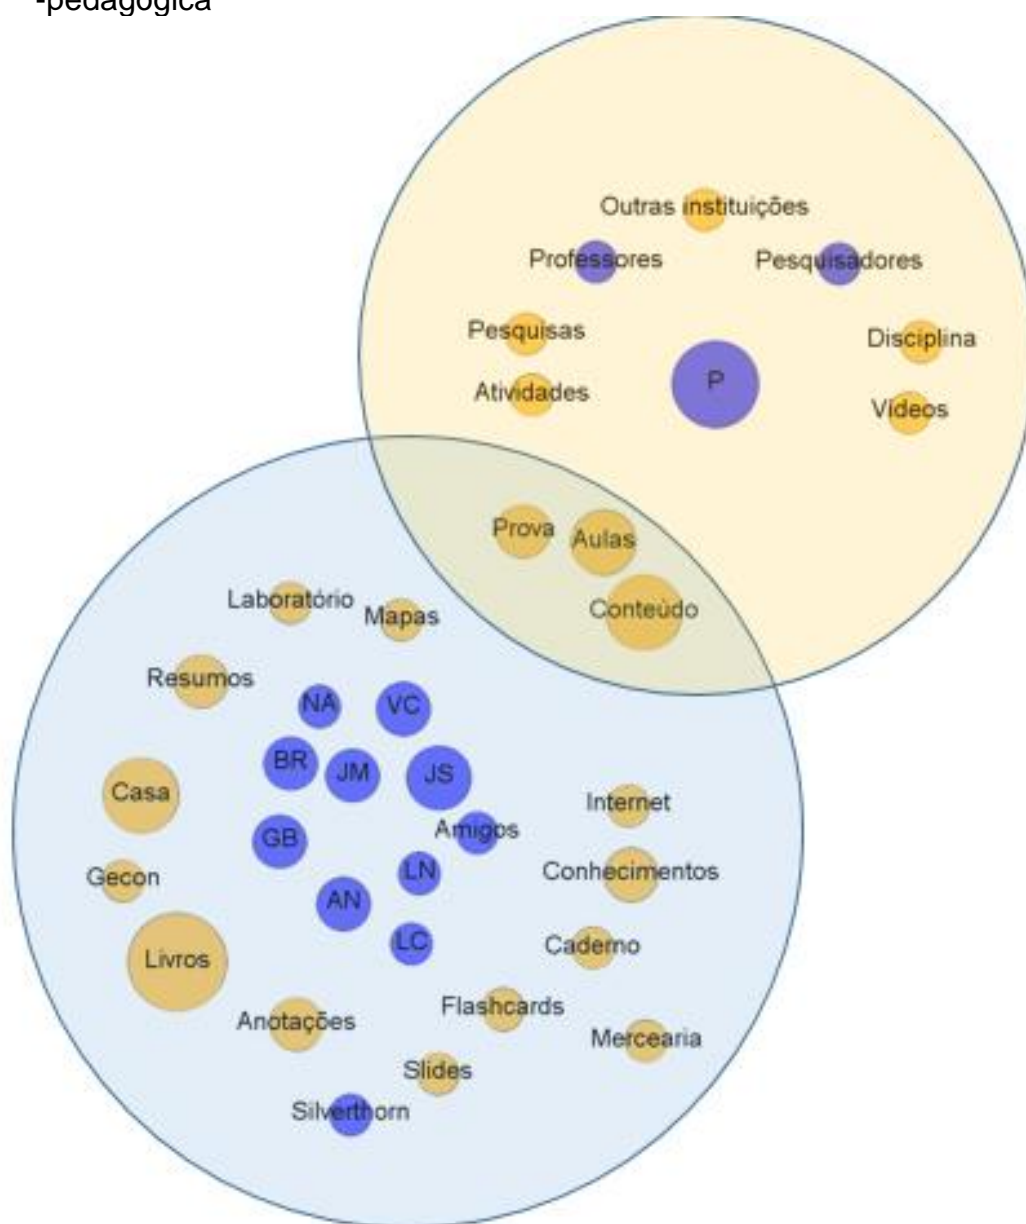 -pedagógica
Outras instituições
Professores
Pesquisadores
Pesquisas
Disciplina
Atividades
P
Vídeos
Prova
Aulas
Conteúdo
Laboratório
Mapas
Resumos
NA
VC
BR
JM
JS
Casa
Internet
GB
Amigos
LN
Conhecimentos
Gecon
AN
LC
Caderno
Livros
Flashcards
Anotações
Mercearia
Slides
Silverthorn